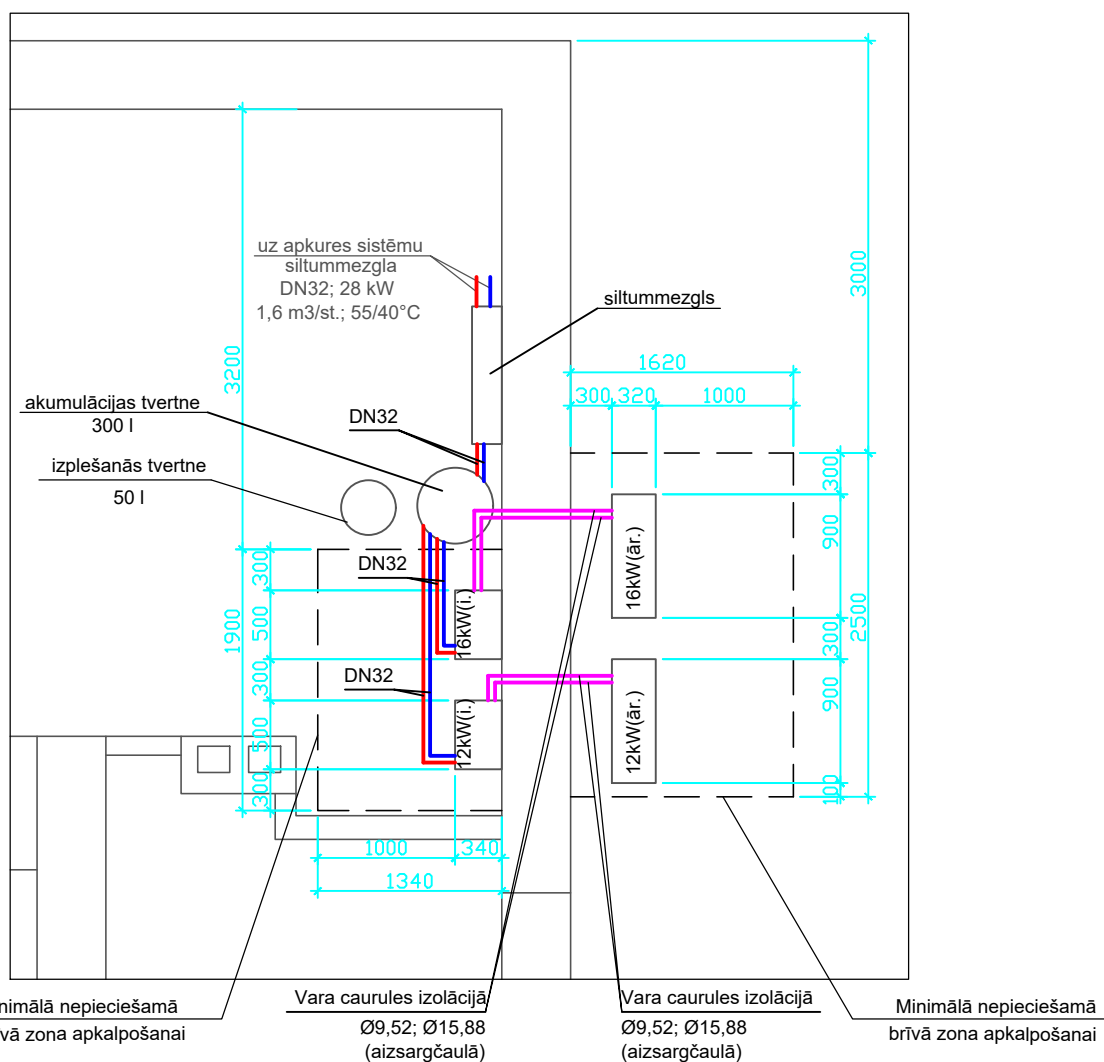 uz apkures sistēmu
siltummezgla
DN32; 28 kW
1,6 m3/st.; 55/40°C
siltummezgls
3000
3200
1620
300 320 1000
akumulācijas tvertne
300 l
DN32
izplešanās tvertne
50 l
300
900
300
900
100
2500
16kW(ār.)
12kW(ār.)
DN32
16kW(i.)
DN32
12kW(i.)
300
500
300
500
300
1900
1000 340
1340
nepieciešamā
zona apkalpošanai
Vara caurules izolācijā
Ø9,52; Ø15,88
(aizsargčaulā)
Vara caurules izolācijā
Ø9,52; Ø15,88
(aizsargčaulā)
Minimālā nepieciešamā
brīvā zona apkalpošanai